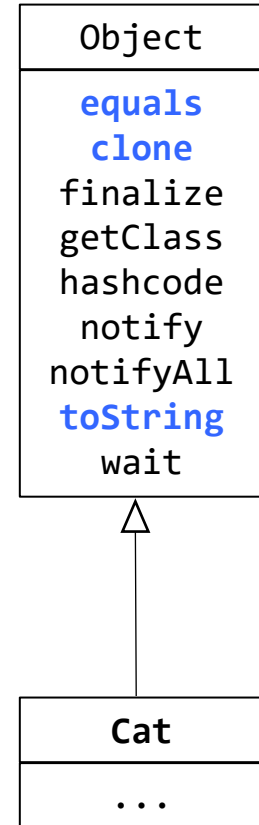 Object
equals
clone
finalize
getClass
hashcode
notify
notifyAll
toString
wait
Cat
...